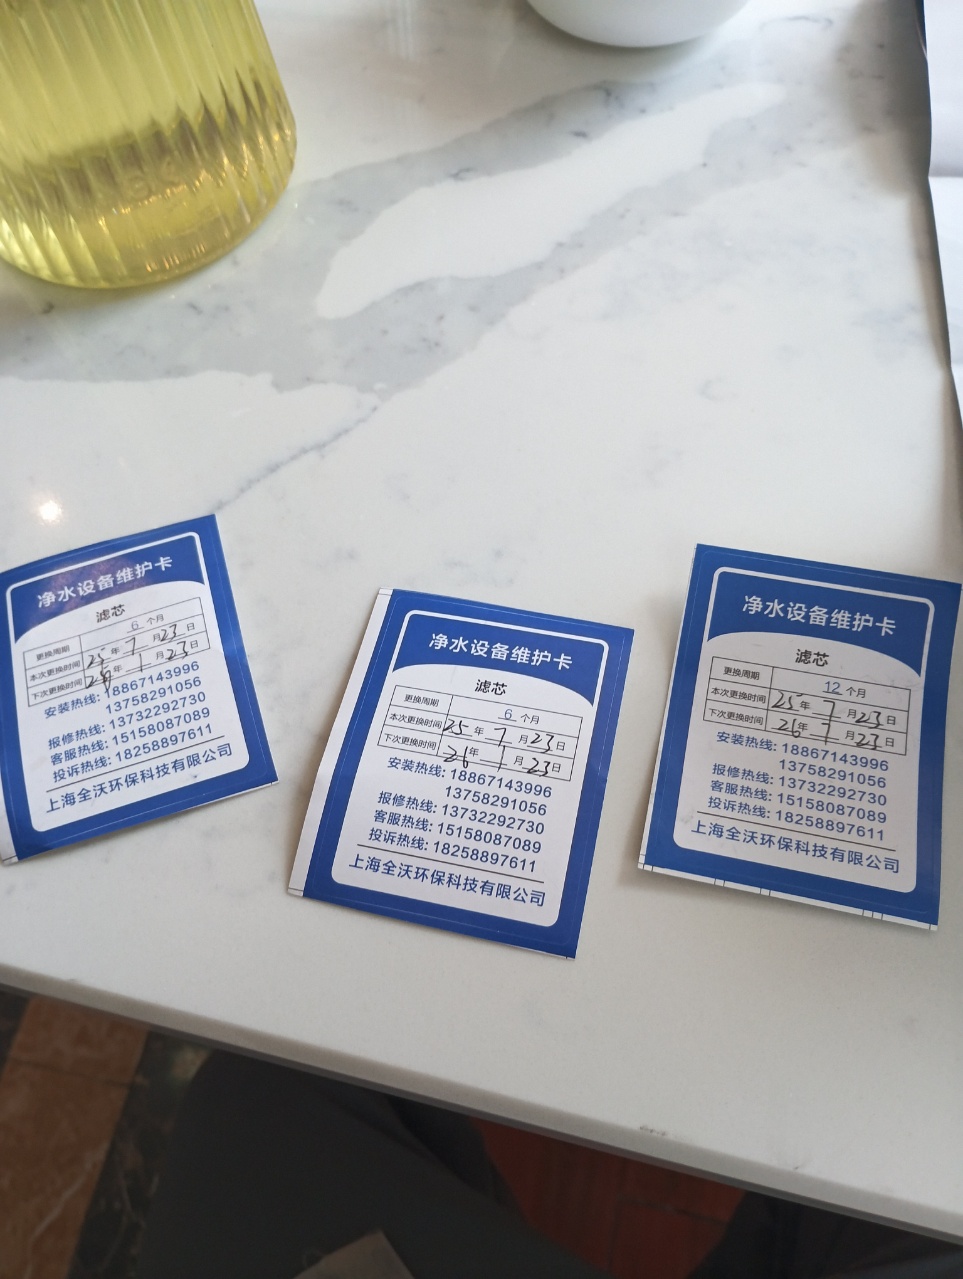 净水设备维护卡
滤芯
更换周期 6 个月
本次更换时间 25 年 7 月 23 日
下次更换时间 26 年 1 月 23 日
安装热线: 18867143996
13758291056
报修热线: 13732292730
客服热线: 15158087089
投诉热线: 18258897611
上海全沃环保科技有限公司
净水设备维护卡
滤芯
更换周期 6 个月
本次更换时间 25 年 7 月 23 日
下次更换时间 26 年 1 月 23 日
安装热线: 18867143996
13758291056
报修热线: 13732292730
客服热线: 15158087089
投诉热线: 18258897611
上海全沃环保科技有限公司
净水设备维护卡
滤芯
更换周期 12 个月
本次更换时间 25 年 7 月 23 日
下次更换时间 26 年 7 月 23 日
安装热线: 18867143996
13758291056
报修热线: 13732292730
客服热线: 15158087089
投诉热线: 18258897611
上海全沃环保科技有限公司